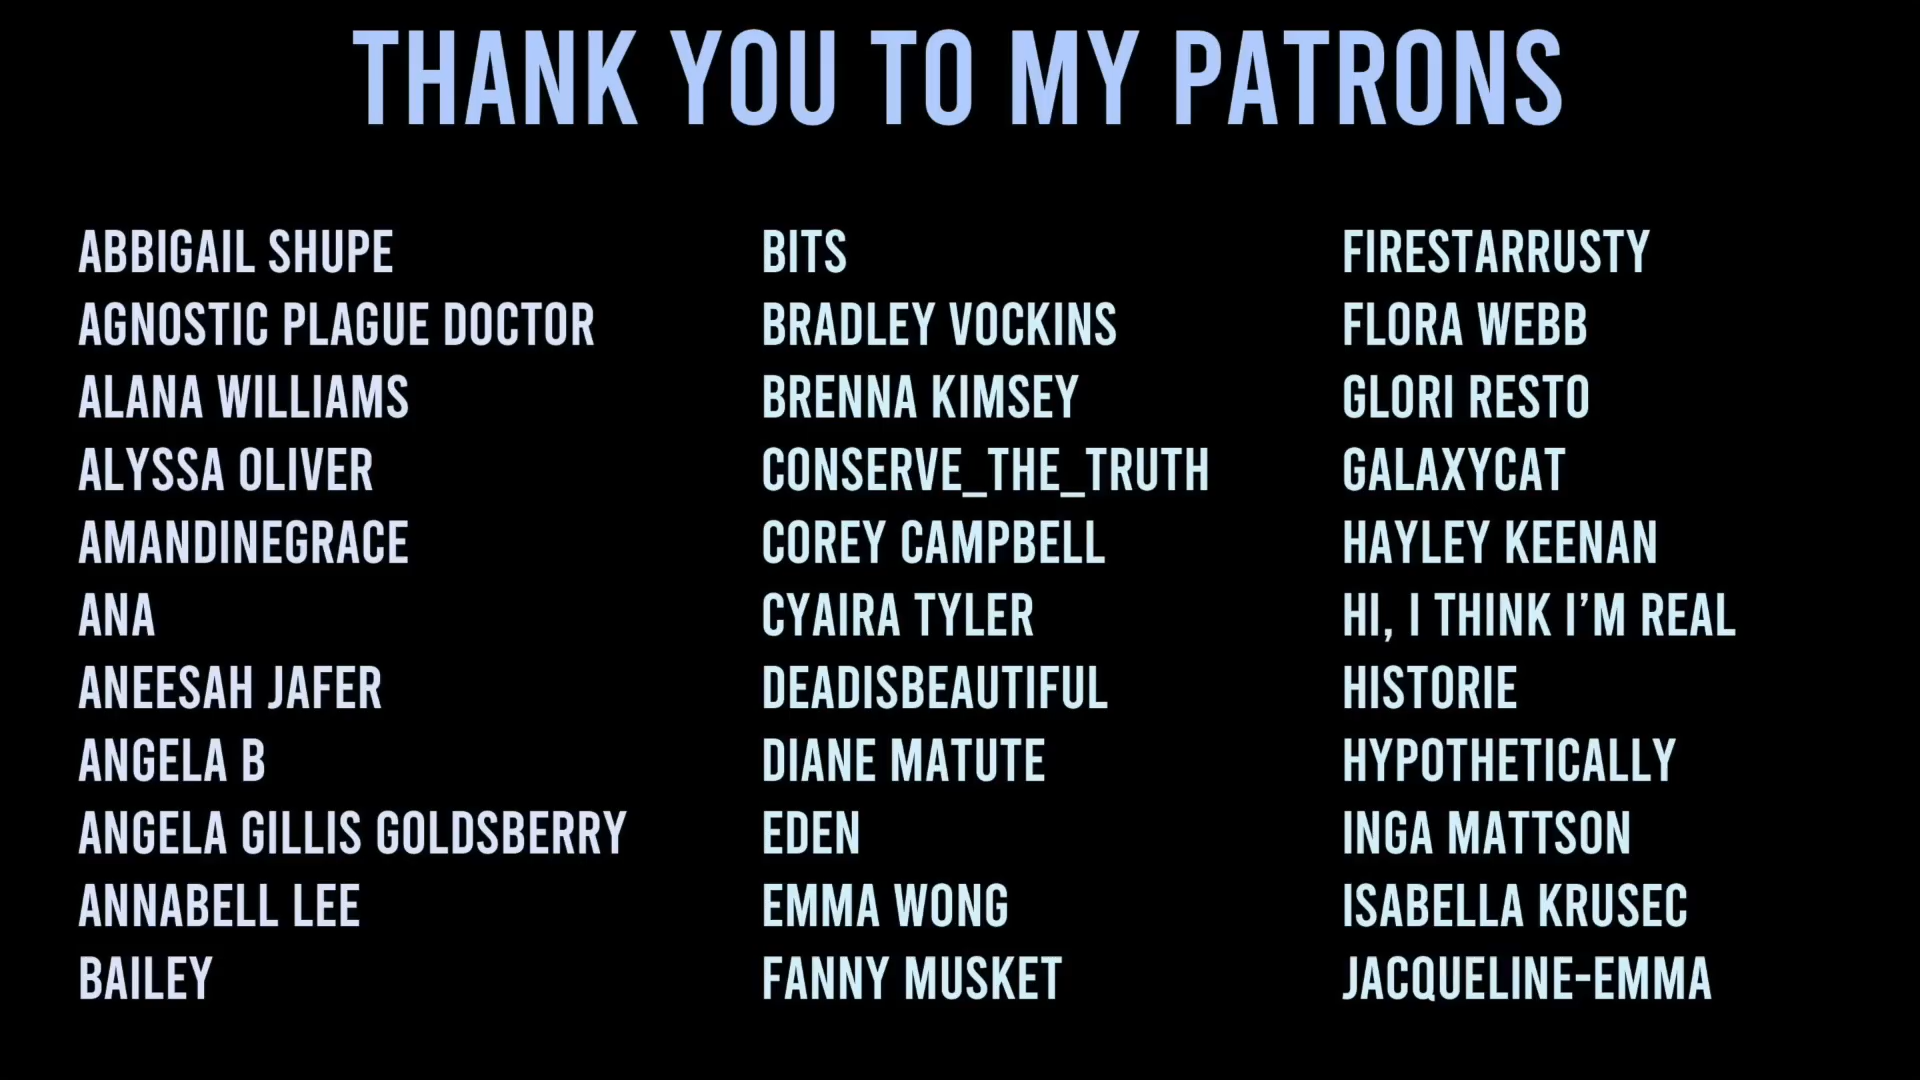 THANK YOU TO MY PATRONS
ABBIGAIL SHUPE
AGNOSTIC PLAGUE DOCTOR
ALANA WILLIAMS
ALYSSA OLIVER
AMANDINEGRACE
ANA
ANEESAH JAFER
ANGELA B
ANGELA GILLIS GOLDSBERRY
ANNABELL LEE
BAILEY
BITS
BRADLEY VOCKINS
BRENNA KIMSEY
CONSERVE_THE_TRUTH
COREY CAMPBELL
CYAIRA TYLER
DEADISBEAUTIFUL
DIANE MATUTE
EDEN
EMMA WONG
FANNY MUSKET
FIRESTARRUSTY
FLORA WEBB
GLORI RESTO
GALAXYCAT
HAYLEY KEENAN
HI, I THINK I’M REAL
HISTORIE
HYPOTHETICALLY
INGA MATTSON
ISABELLA KRUSEC
JACQUELINE-EMMA